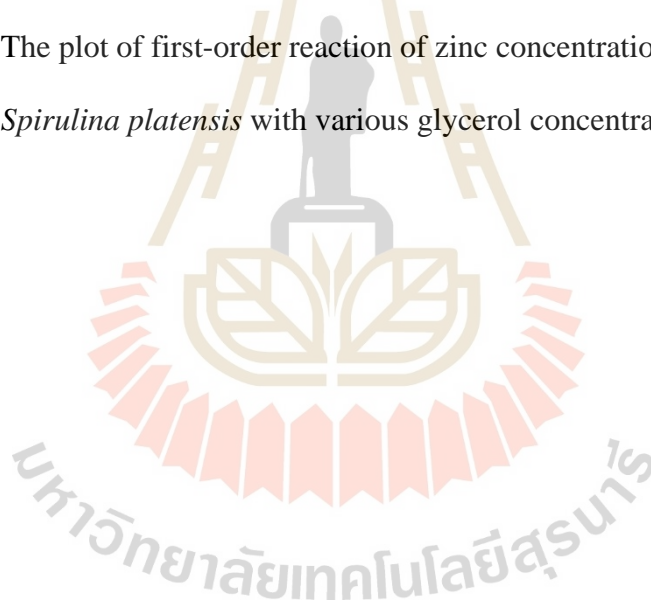 The plot of first-order reaction of zinc concentratio
Spirulina platensis with various glycerol concentra
มหาวิทยาลัยเทคโนโลยีสุรนารี